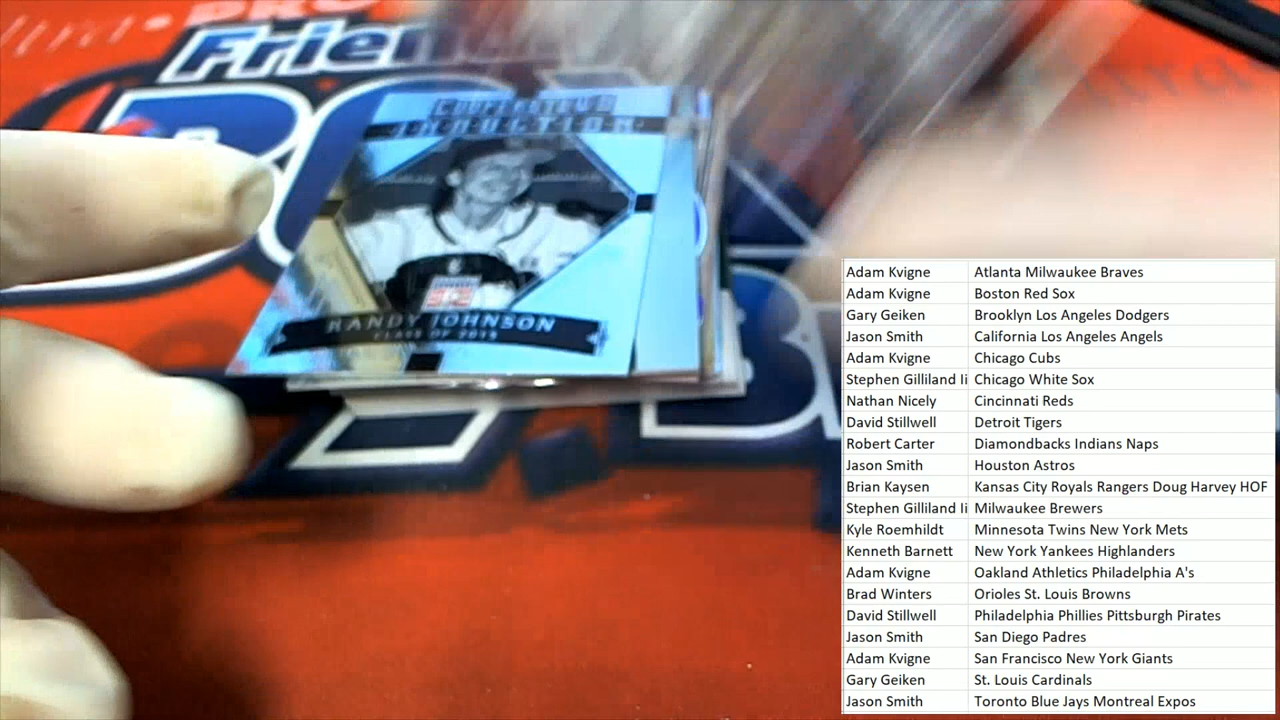 Frien
COOPERSTOWN
INDUCTION
RANDY JOHNSON
CLASS OF 2015
Adam Kvigne Atlanta Milwaukee Braves
Adam Kvigne Boston Red Sox
Gary Geiken Brooklyn Los Angeles Dodgers
Jason Smith California Los Angeles Angels
Adam Kvigne Chicago Cubs
Stephen Gilliland Ii Chicago White Sox
Nathan Nicely Cincinnati Reds
David Stillwell Detroit Tigers
Robert Carter Diamondbacks Indians Naps
Jason Smith Houston Astros
Brian Kaysen Kansas City Royals Rangers Doug Harvey HOF
Stephen Gilliland Ii Milwaukee Brewers
Kyle Roemhildt Minnesota Twins New York Mets
Kenneth Barnett New York Yankees Highlanders
Adam Kvigne Oakland Athletics Philadelphia A's
Brad Winters Orioles St. Louis Browns
David Stillwell Philadelphia Phillies Pittsburgh Pirates
Jason Smith San Diego Padres
Adam Kvigne San Francisco New York Giants
Gary Geiken St. Louis Cardinals
Jason Smith Toronto Blue Jays Montreal Expos